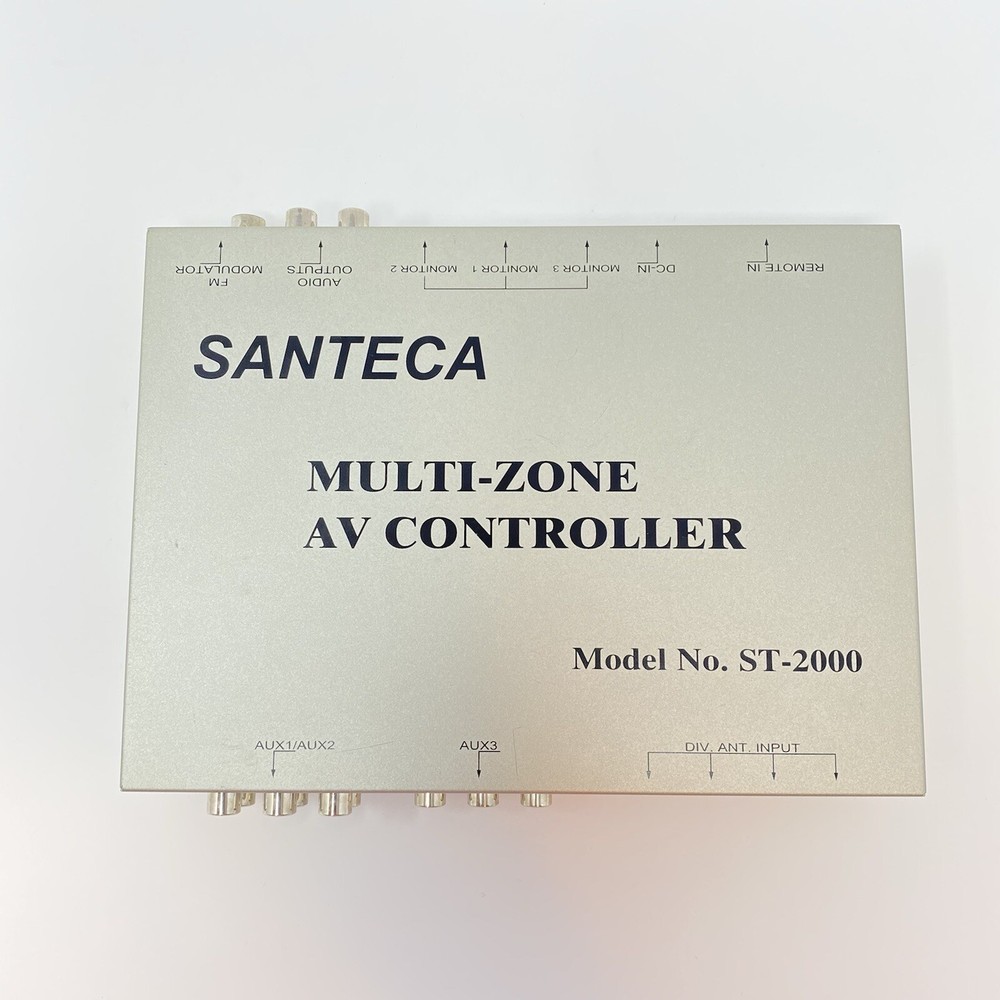 FM
MODULATOR
AUDIO
OUTPUTS
MONITOR 2
MONITOR 1
MONITOR 3
DC-IN
REMOTE IN
SANTECA
MULTI-ZONE
AV CONTROLLER
Model No. ST-2000
AUX1/AUX2
AUX3
DIV. ANT. INPUT